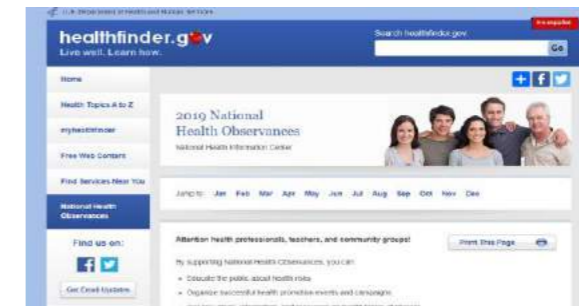 U.S. Department of Health and Human Services
En español
healthfinder.gov
Live well. Learn how.
Search healthfinder.gov
Go
Home
Health Topics A to Z
myhealthfinder
Free Web Content
Find Services Near You
National Health
Observances
Find us on:
Get Email Updates
2019 National
Health Observances
National Health Information Center
Jump to: Jan Feb Mar Apr May Jun Jul Aug Sep Oct Nov Dec
Attention health professionals, teachers, and community groups!
Print This Page
By supporting National Health Observances, you can:
• Educate the public about health risks
• Organize successful health promotion events and campaigns